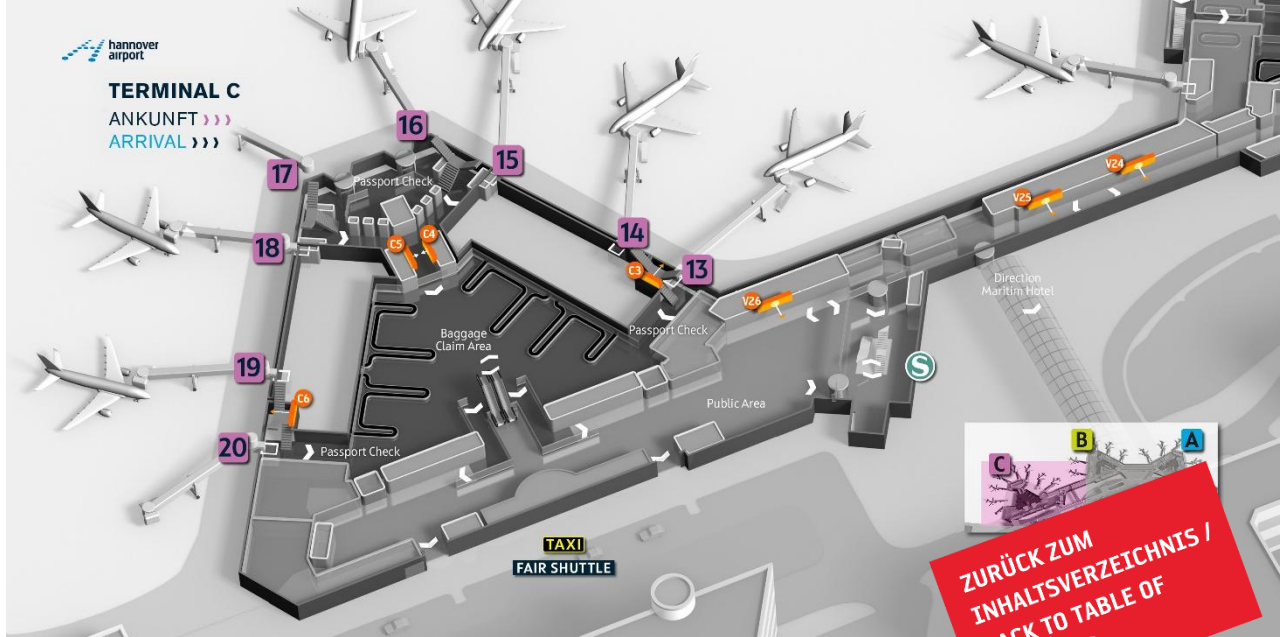 hannover
airport
TERMINAL C
ANKUNFT
ARRIVAL
16
15
17
Passport Check
18
C5
C4
14
C3
13
V24
V25
V26
Direction
Maritim Hotel
Passport Check
Baggage
Claim Area
19
C6
S
Public Area
20
Passport Check
B
A
C
TAXI
FAIR SHUTTLE
ZURÜCK ZUM
INHALTSVERZEICHNIS /
ACK TO TABLE OF